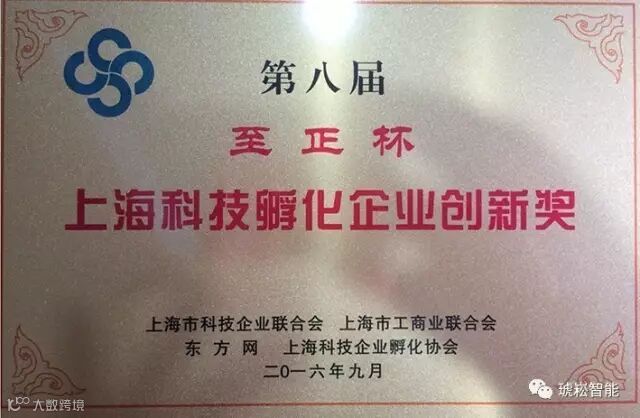 第八届
至正杯
上海科技孵化企业创新奖
上海市科技企业联合会 上海市工商业联合会
东方网 上海科技企业孵化协会
二〇一六年九月
琥崧智能
大数跨境